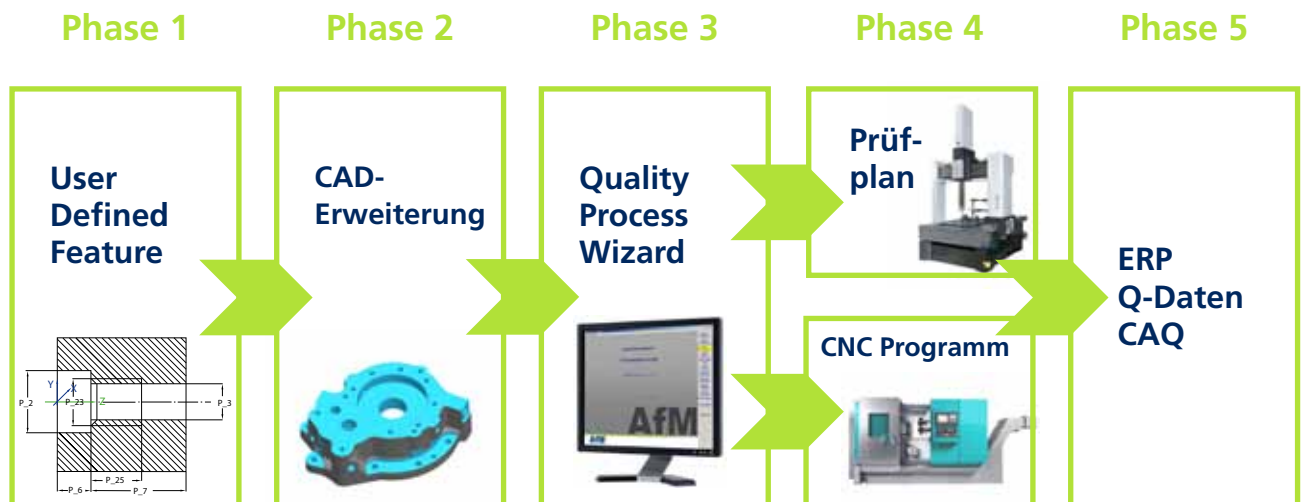 Phase 1
Phase 2
Phase 3
Phase 4
Phase 5
User
Defined
Feature
Y
X
Z
P_2
P_23
P_3
P_25
P_6
P_7
CAD-
Erweiterung
Quality
Process
Wizard
AfM
AfM
Prüf-
plan
CNC Programm
ERP
Q-Daten
CAQ